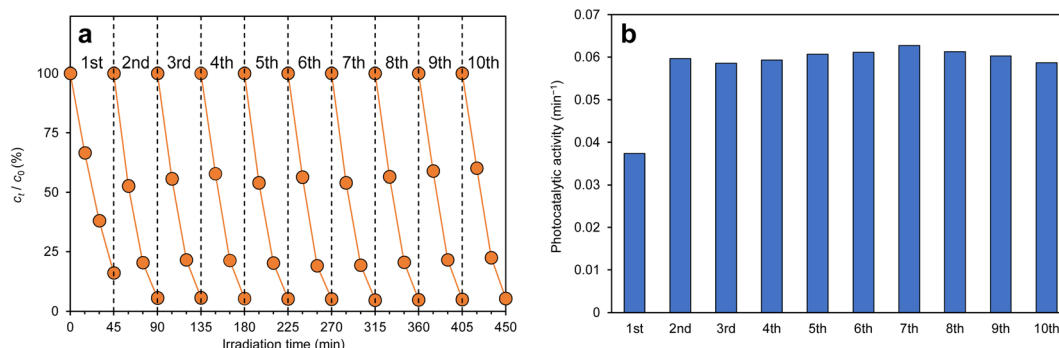 a
1st 2nd 3rd 4th 5th 6th 7th 8th 9th 10th
100
75
50
25
0
cₜ / c₀ (%)
0 45 90 135 180 225 270 315 360 405 450
Irradiation time (min)
b
0.07
0.06
0.05
0.04
0.03
0.02
0.01
0
Photocatalytic activity (min⁻¹)
1st 2nd 3rd 4th 5th 6th 7th 8th 9th 10th